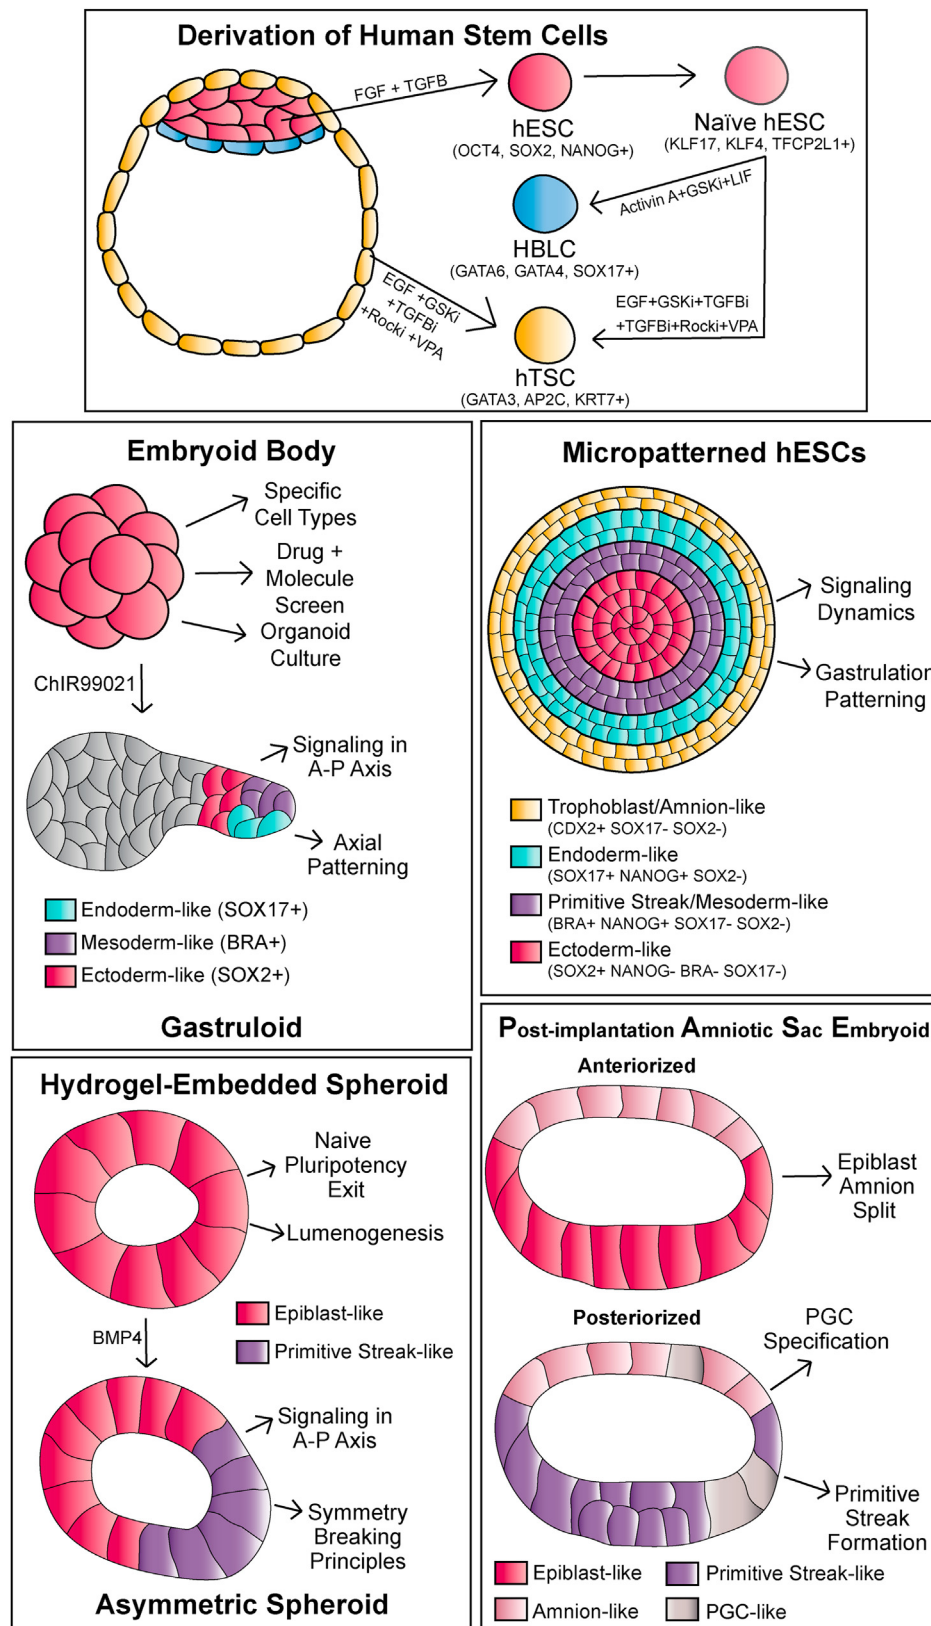 Derivation of Human Stem Cells
FGF + TGFB
hESC
(OCT4, SOX2, NANOG+)
Naïve hESC
(KLF17, KLF4, TFCP2L1+)
Activin A+GSKi+LIF
HBLC
(GATA6, GATA4, SOX17+)
EGF +GSKi
+TGFBi
+Rocki +VPA
EGF+GSKi+TGFBi
+TGFBi+Rocki+VPA
hTSC
(GATA3, AP2C, KRT7+)
Embryoid Body
Specific
Cell Types
Drug +
Molecule
Screen
Organoid
Culture
ChIR99021
Signaling in
A-P Axis
Axial
Patterning
Endoderm-like (SOX17+)
Mesoderm-like (BRA+)
Ectoderm-like (SOX2+)
Gastruloid
Micropatterned hESCs
Signaling
Dynamics
Gastrulation
Patterning
Trophoblast/Amnion-like
(CDX2+ SOX17- SOX2-)
Endoderm-like
(SOX17+ NANOG+ SOX2-)
Primitive Streak/Mesoderm-like
(BRA+ NANOG+ SOX17- SOX2-)
Ectoderm-like
(SOX2+ NANOG- BRA- SOX17-)
Hydrogel-Embedded Spheroid
Naive
Pluripotency
Exit
Lumenogenesis
Epiblast-like
Primitive Streak-like
BMP4
Signaling in
A-P Axis
Symmetry
Breaking
Principles
Asymmetric Spheroid
Post-implantation Amniotic Sac Embryoid
Anteriorized
Epiblast
Amnion
Split
Posteriorized
PGC
Specification
Primitive
Streak
Formation
Epiblast-like
Primitive Streak-like
Amnion-like
PGC-like